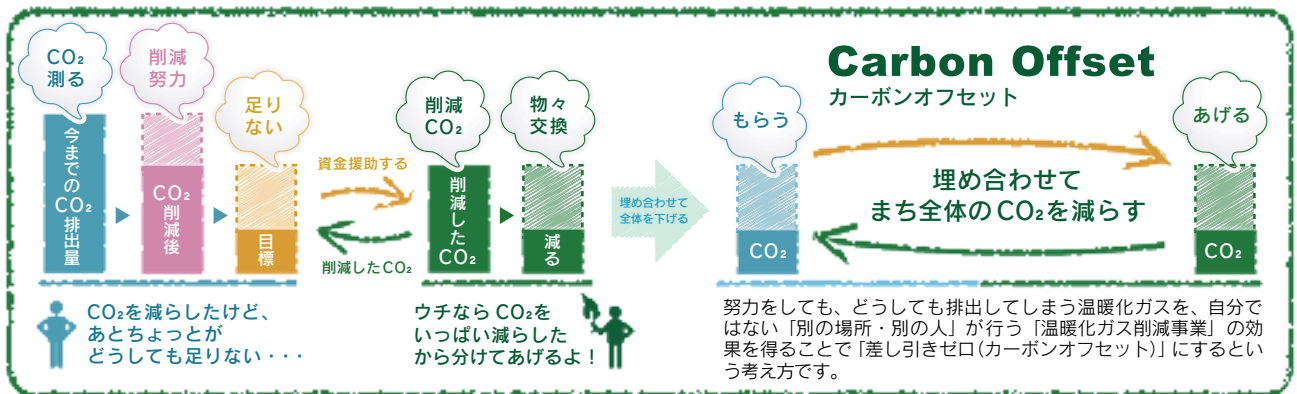 CO₂
測る
削減
努力
足り
ない
今までのCO₂排出量
CO₂削減後
目標
資金援助する
削減したCO₂
削減
CO₂
物々
交換
削減したCO₂
減る
CO₂を減らしたけど、
あとちょっとが
どうしても足りない・・・
ウチならCO₂を
いっぱい減らした
から分けてあげるよ！
埋め合わせて
全体を下げる
Carbon Offset
カーボンオフセット
もらう
あげる
埋め合わせて
まち全体のCO₂を減らす
CO₂
CO₂
努力をしても、どうしても排出してしまう温暖化ガスを、自分で
はない「別の場所・別の人」が行う「温暖化ガス削減事業」の効
果を得ることで「差し引きゼロ（カーボンオフセット）」にするとい
う考え方です。